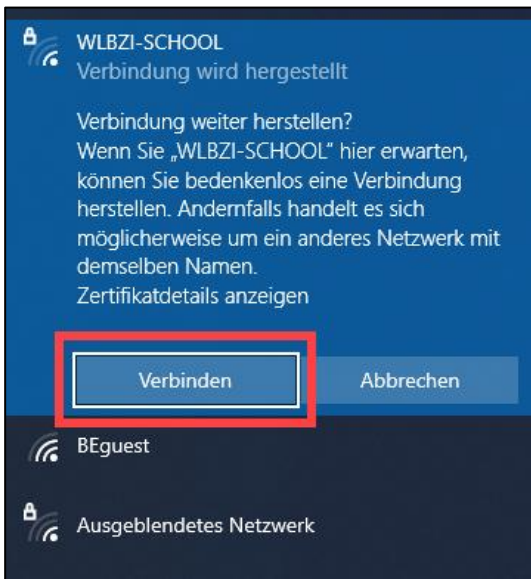 WLBZI-SCHOOL
Verbindung wird hergestellt
Verbindung weiter herstellen?
Wenn Sie „WLBZI-SCHOOL" hier erwarten,
können Sie bedenkenlos eine Verbindung
herstellen. Andernfalls handelt es sich
möglicherweise um ein anderes Netzwerk mit
demselben Namen.
Zertifikatdetails anzeigen
Verbinden Abbrechen
BEguest
Ausgeblendetes Netzwerk